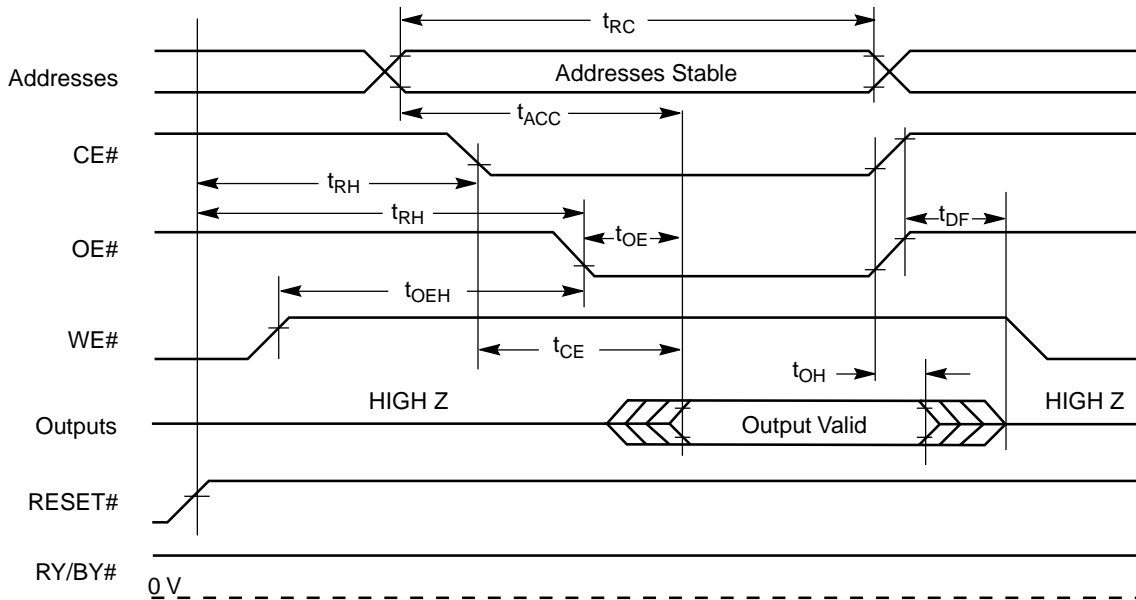 tRC
Addresses
Addresses Stable
tACC
CE#
tRH
tRH
tDF
OE#
tOE
tOEH
WE#
tCE
tOH
HIGH Z
HIGH Z
Outputs
Output Valid
RESET#
RY/BY#
0 V